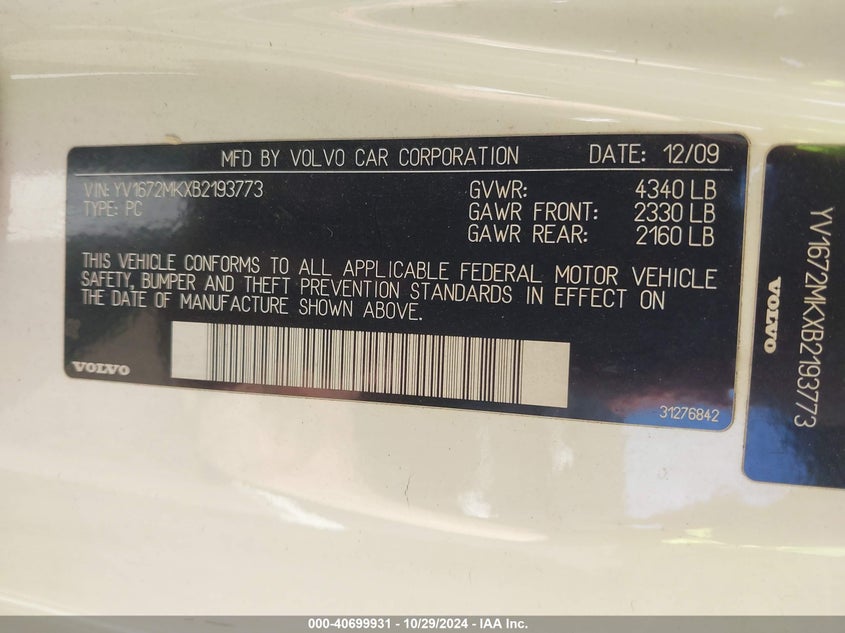 MFD BY VOLVO CAR CORPORATION DATE: 12/09
VIN: YV1672MKXB2193773
TYPE: PC
GVWR: 4340 LB
GAWR FRONT: 2330 LB
GAWR REAR: 2160 LB
THIS VEHICLE CONFORMS TO ALL APPLICABLE FEDERAL MOTOR VEHICLE
SAFETY, BUMPER AND THEFT PREVENTION STANDARDS IN EFFECT ON
THE DATE OF MANUFACTURE SHOWN ABOVE.
VOLVO
31276842
YV1672MKXB2193773
VOLVO
000-40699931 - 10/29/2024 - IAA Inc.